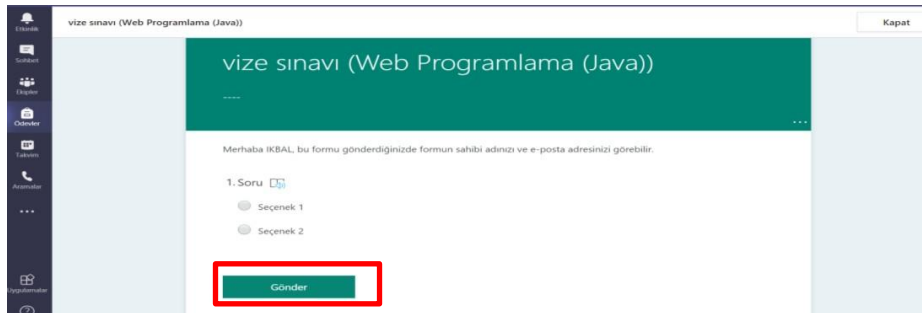 Etkinlik
vize sınavı (Web Programlama (Java))
Kapat
Sohbet
Ekipler
Ödevler
Takvim
Aramalar
...
Uygulamalar
vize sınavı (Web Programlama (Java))
----
...
Merhaba IKBAL, bu formu gönderdiğinizde formun sahibi adınızı ve e-posta adresinizi görebilir.
1. Soru
Seçenek 1
Seçenek 2
Gönder